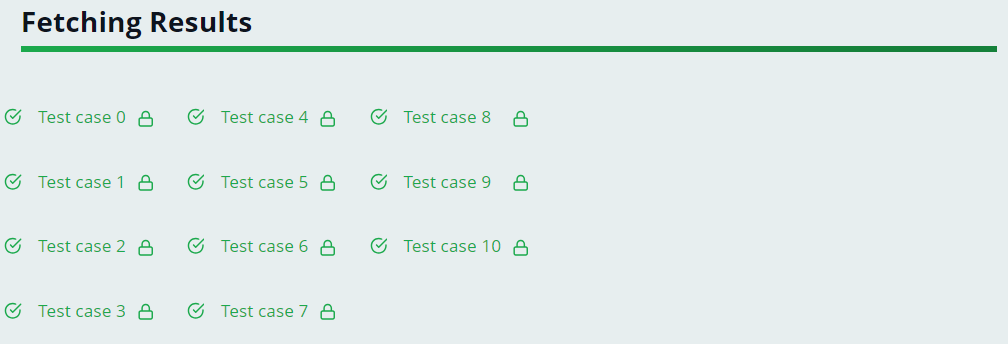 Fetching Results
Test case 0 Test case 4 Test case 8
Test case 1 Test case 5 Test case 9
Test case 2 Test case 6 Test case 10
Test case 3 Test case 7